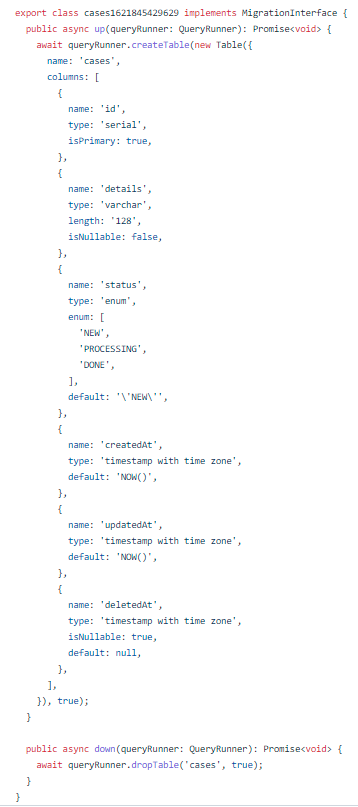 export class cases1621845429629 implements MigrationInterface {
  public async up(queryRunner: QueryRunner): Promise<void> {
    await queryRunner.createTable(new Table({
      name: 'cases',
      columns: [
        {
          name: 'id',
          type: 'serial',
          isPrimary: true,
        },
        {
          name: 'details',
          type: 'varchar',
          length: '128',
          isNullable: false,
        },
        {
          name: 'status',
          type: 'enum',
          enum: [
            'NEW',
            'PROCESSING',
            'DONE',
          ],
          default: '\'NEW\'',
        },
        {
          name: 'createdAt',
          type: 'timestamp with time zone',
          default: 'NOW()',
        },
        {
          name: 'updatedAt',
          type: 'timestamp with time zone',
          default: 'NOW()',
        },
        {
          name: 'deletedAt',
          type: 'timestamp with time zone',
          isNullable: true,
          default: null,
        },
      ],
    }), true);
  }

  public async down(queryRunner: QueryRunner): Promise<void> {
    await queryRunner.dropTable('cases', true);
  }
}